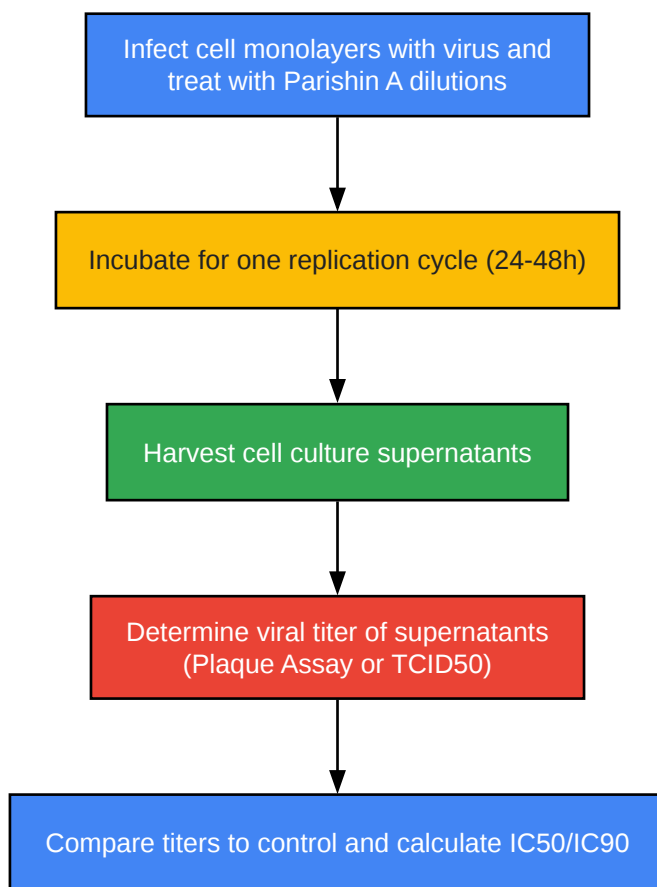 Infect cell monolayers with virus and
treat with Parishin A dilutions
Incubate for one replication cycle (24-48h)
Harvest cell culture supernatants
Determine viral titer of supernatants
(Plaque Assay or TCID50)
Compare titers to control and calculate IC50/IC90